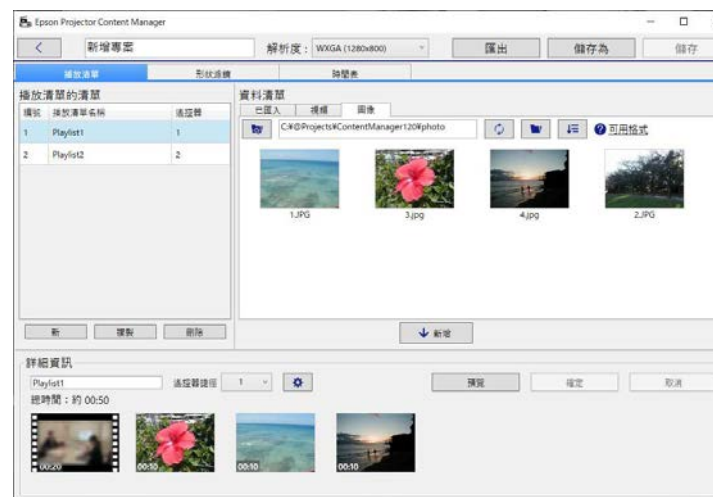 Epson Projector Content Manager
新增專案 解析度： WXGA (1280x800) 匯出 儲存為 儲存
播放清單 形狀派饋 時間表
播放清單的清單 資料清單
編號 播放清單名稱 遙控器 已匯入 視頻 圖像
1 Playlist1 1 C:¥@Projects¥ContentManager120¥photo 可用格式
2 Playlist2 2
1.JPG 3.jpg 4.jpg 2.JPG
新 複製 刪除 新增
詳細資訊
Playlist1 遙控器捷徑 1 預覽 確定 取消
總時間：約 00:50
00:20 00:10 00:10 00:10